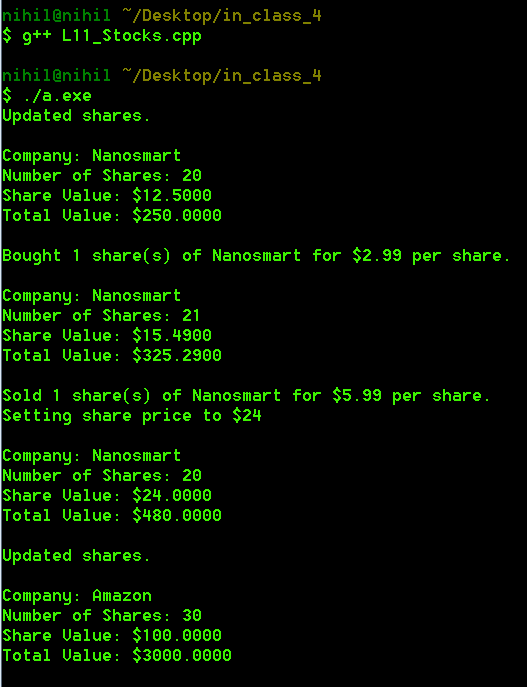 nihil@nihil ~/Desktop/in_class_4
$ g++ L11_Stocks.cpp
nihil@nihil ~/Desktop/in_class_4
$ ./a.exe
Updated shares.
Company: Nanosmart
Number of Shares: 20
Share Value: $12.5000
Total Value: $250.0000
Bought 1 share(s) of Nanosmart for $2.99 per share.
Company: Nanosmart
Number of Shares: 21
Share Value: $15.4900
Total Value: $325.2900
Sold 1 share(s) of Nanosmart for $5.99 per share.
Setting share price to $24
Company: Nanosmart
Number of Shares: 20
Share Value: $24.0000
Total Value: $480.0000
Updated shares.
Company: Amazon
Number of Shares: 30
Share Value: $100.0000
Total Value: $3000.0000